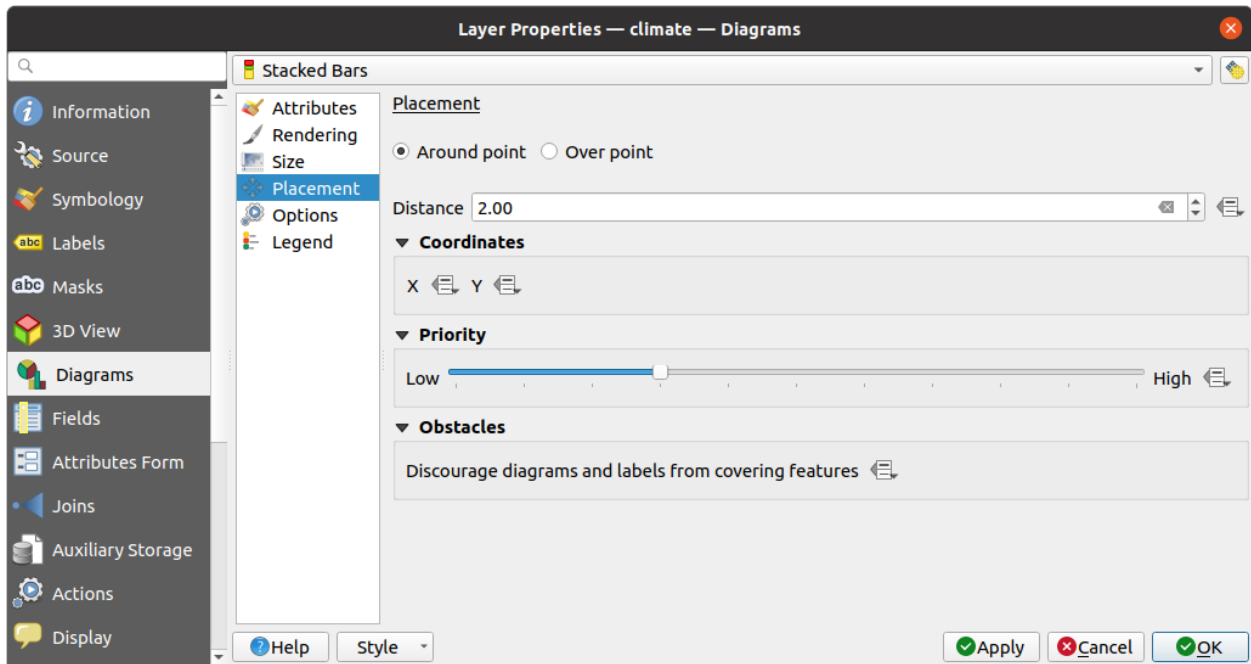 Layer Properties — climate — Diagrams
Stacked Bars
Information
Source
Symbology
abc Labels
abc Masks
3D View
Diagrams
Fields
Attributes Form
Joins
Auxiliary Storage
Actions
Display
Attributes
Rendering
Size
Placement
Options
Legend
Placement
Around point Over point
Distance 2.00
Coordinates
X Y
Priority
Low High
Obstacles
Discourage diagrams and labels from covering features
Help Style Apply Cancel OK